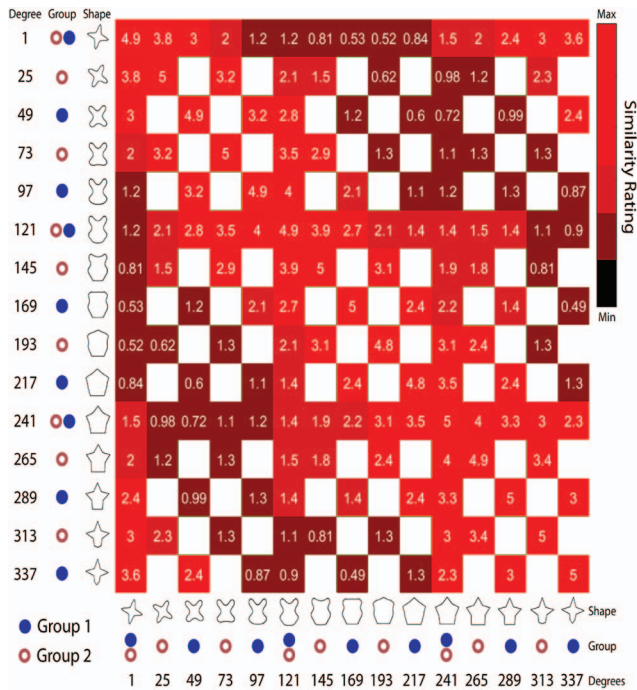 Degree Group Shape
1 4.9 3.8 3 2 1.2 1.2 0.81 0.53 0.52 0.84 1.5 2 2.4 3 3.6
25 3.8 5 3.2 2.1 1.5 0.62 0.98 1.2 2.3
49 3 4.9 3.2 2.8 1.2 0.6 0.72 0.99 2.4
73 2 3.2 5 3.5 2.9 1.3 1.1 1.3 1.3
97 1.2 3.2 4.9 4 2.1 1.1 1.2 1.3 0.87
121 1.2 2.1 2.8 3.5 4 4.9 3.9 2.7 2.1 1.4 1.4 1.5 1.4 1.1 0.9
145 0.81 1.5 2.9 3.9 5 3.1 1.9 1.8 0.81
169 0.53 1.2 2.1 2.7 5 2.4 2.2 1.4 0.49
193 0.52 0.62 1.3 2.1 3.1 4.8 3.1 2.4 1.3
217 0.84 0.6 1.1 1.4 2.4 4.8 3.5 2.4 1.3
241 1.5 0.98 0.72 1.1 1.2 1.4 1.9 2.2 3.1 3.5 5 4 3.3 3 2.3
265 2 1.2 1.3 1.5 1.8 2.4 4 4.9 3.4
289 2.4 0.99 1.3 1.4 1.4 2.4 3.3 5 3
313 3 2.3 1.3 1.1 0.81 1.3 3 3.4 5
337 3.6 2.4 0.87 0.9 0.49 1.3 2.3 3 5
Max
Similarity Rating
Min
Shape
Group 1
Group
Group 2
1 25 49 73 97 121 145 169 193 217 241 265 289 313 337 Degrees